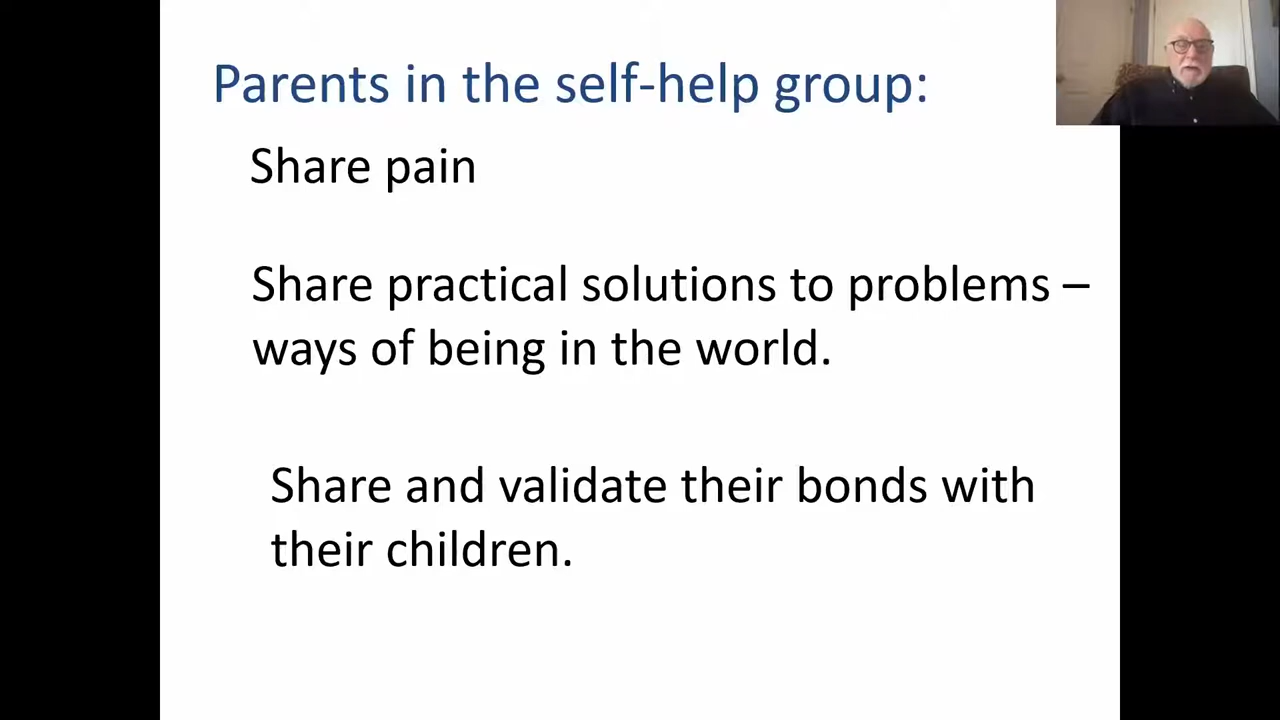 Parents in the self-help group:
Share pain
Share practical solutions to problems –
ways of being in the world.
Share and validate their bonds with
their children.